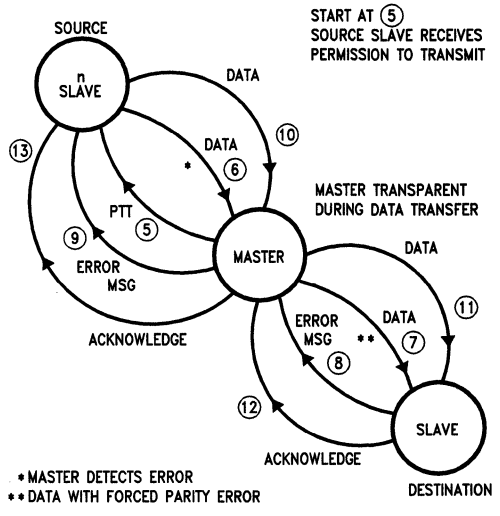 START AT ⑤
SOURCE SLAVE RECEIVES
PERMISSION TO TRANSMIT
SOURCE
n
SLAVE
DATA
⑩
DATA
*
⑥
⑬
PTT
⑤
⑨
ERROR
MSG
MASTER
MASTER TRANSPARENT
DURING DATA TRANSFER
ACKNOWLEDGE
DATA
⑪
ERROR
MSG
**
DATA
⑦
⑧
⑫
ACKNOWLEDGE
SLAVE
DESTINATION
*MASTER DETECTS ERROR
**DATA WITH FORCED PARITY ERROR